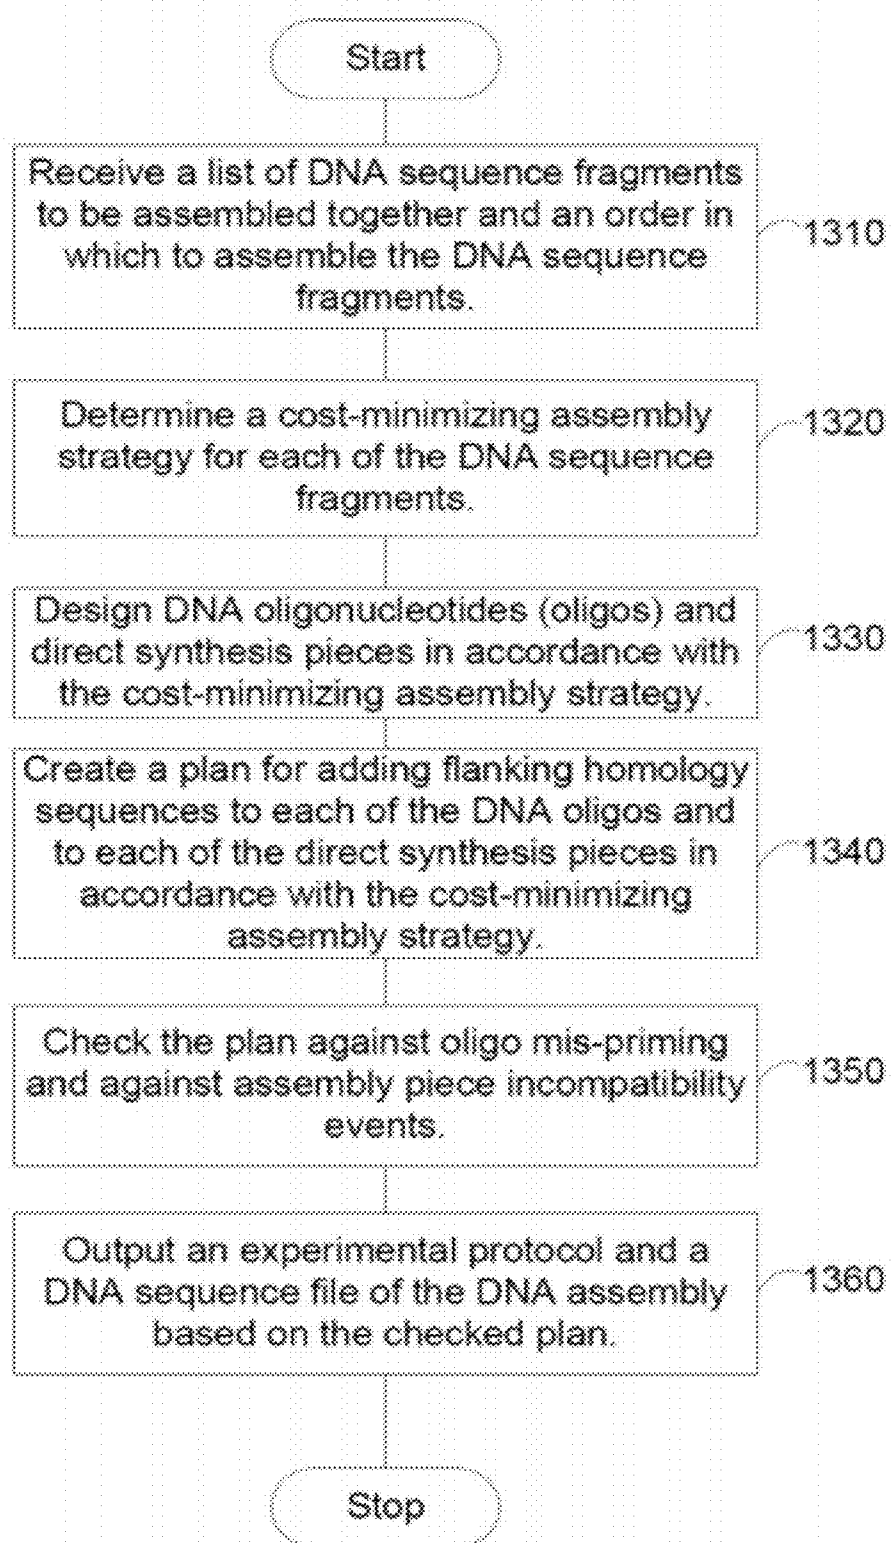 Start
Receive a list of DNA sequence fragments
to be assembled together and an order in
which to assemble the DNA sequence
fragments.
1310
Determine a cost-minimizing assembly
strategy for each of the DNA sequence
fragments.
1320
Design DNA oligonucleotides (oligos) and
direct synthesis pieces in accordance with
the cost-minimizing assembly strategy.
1330
Create a plan for adding flanking homology
sequences to each of the DNA oligos and
to each of the direct synthesis pieces in
accordance with the cost-minimizing
assembly strategy.
1340
Check the plan against oligo mis-priming
and against assembly piece incompatibility
events.
1350
Output an experimental protocol and a
DNA sequence file of the DNA assembly
based on the checked plan.
1360
Stop